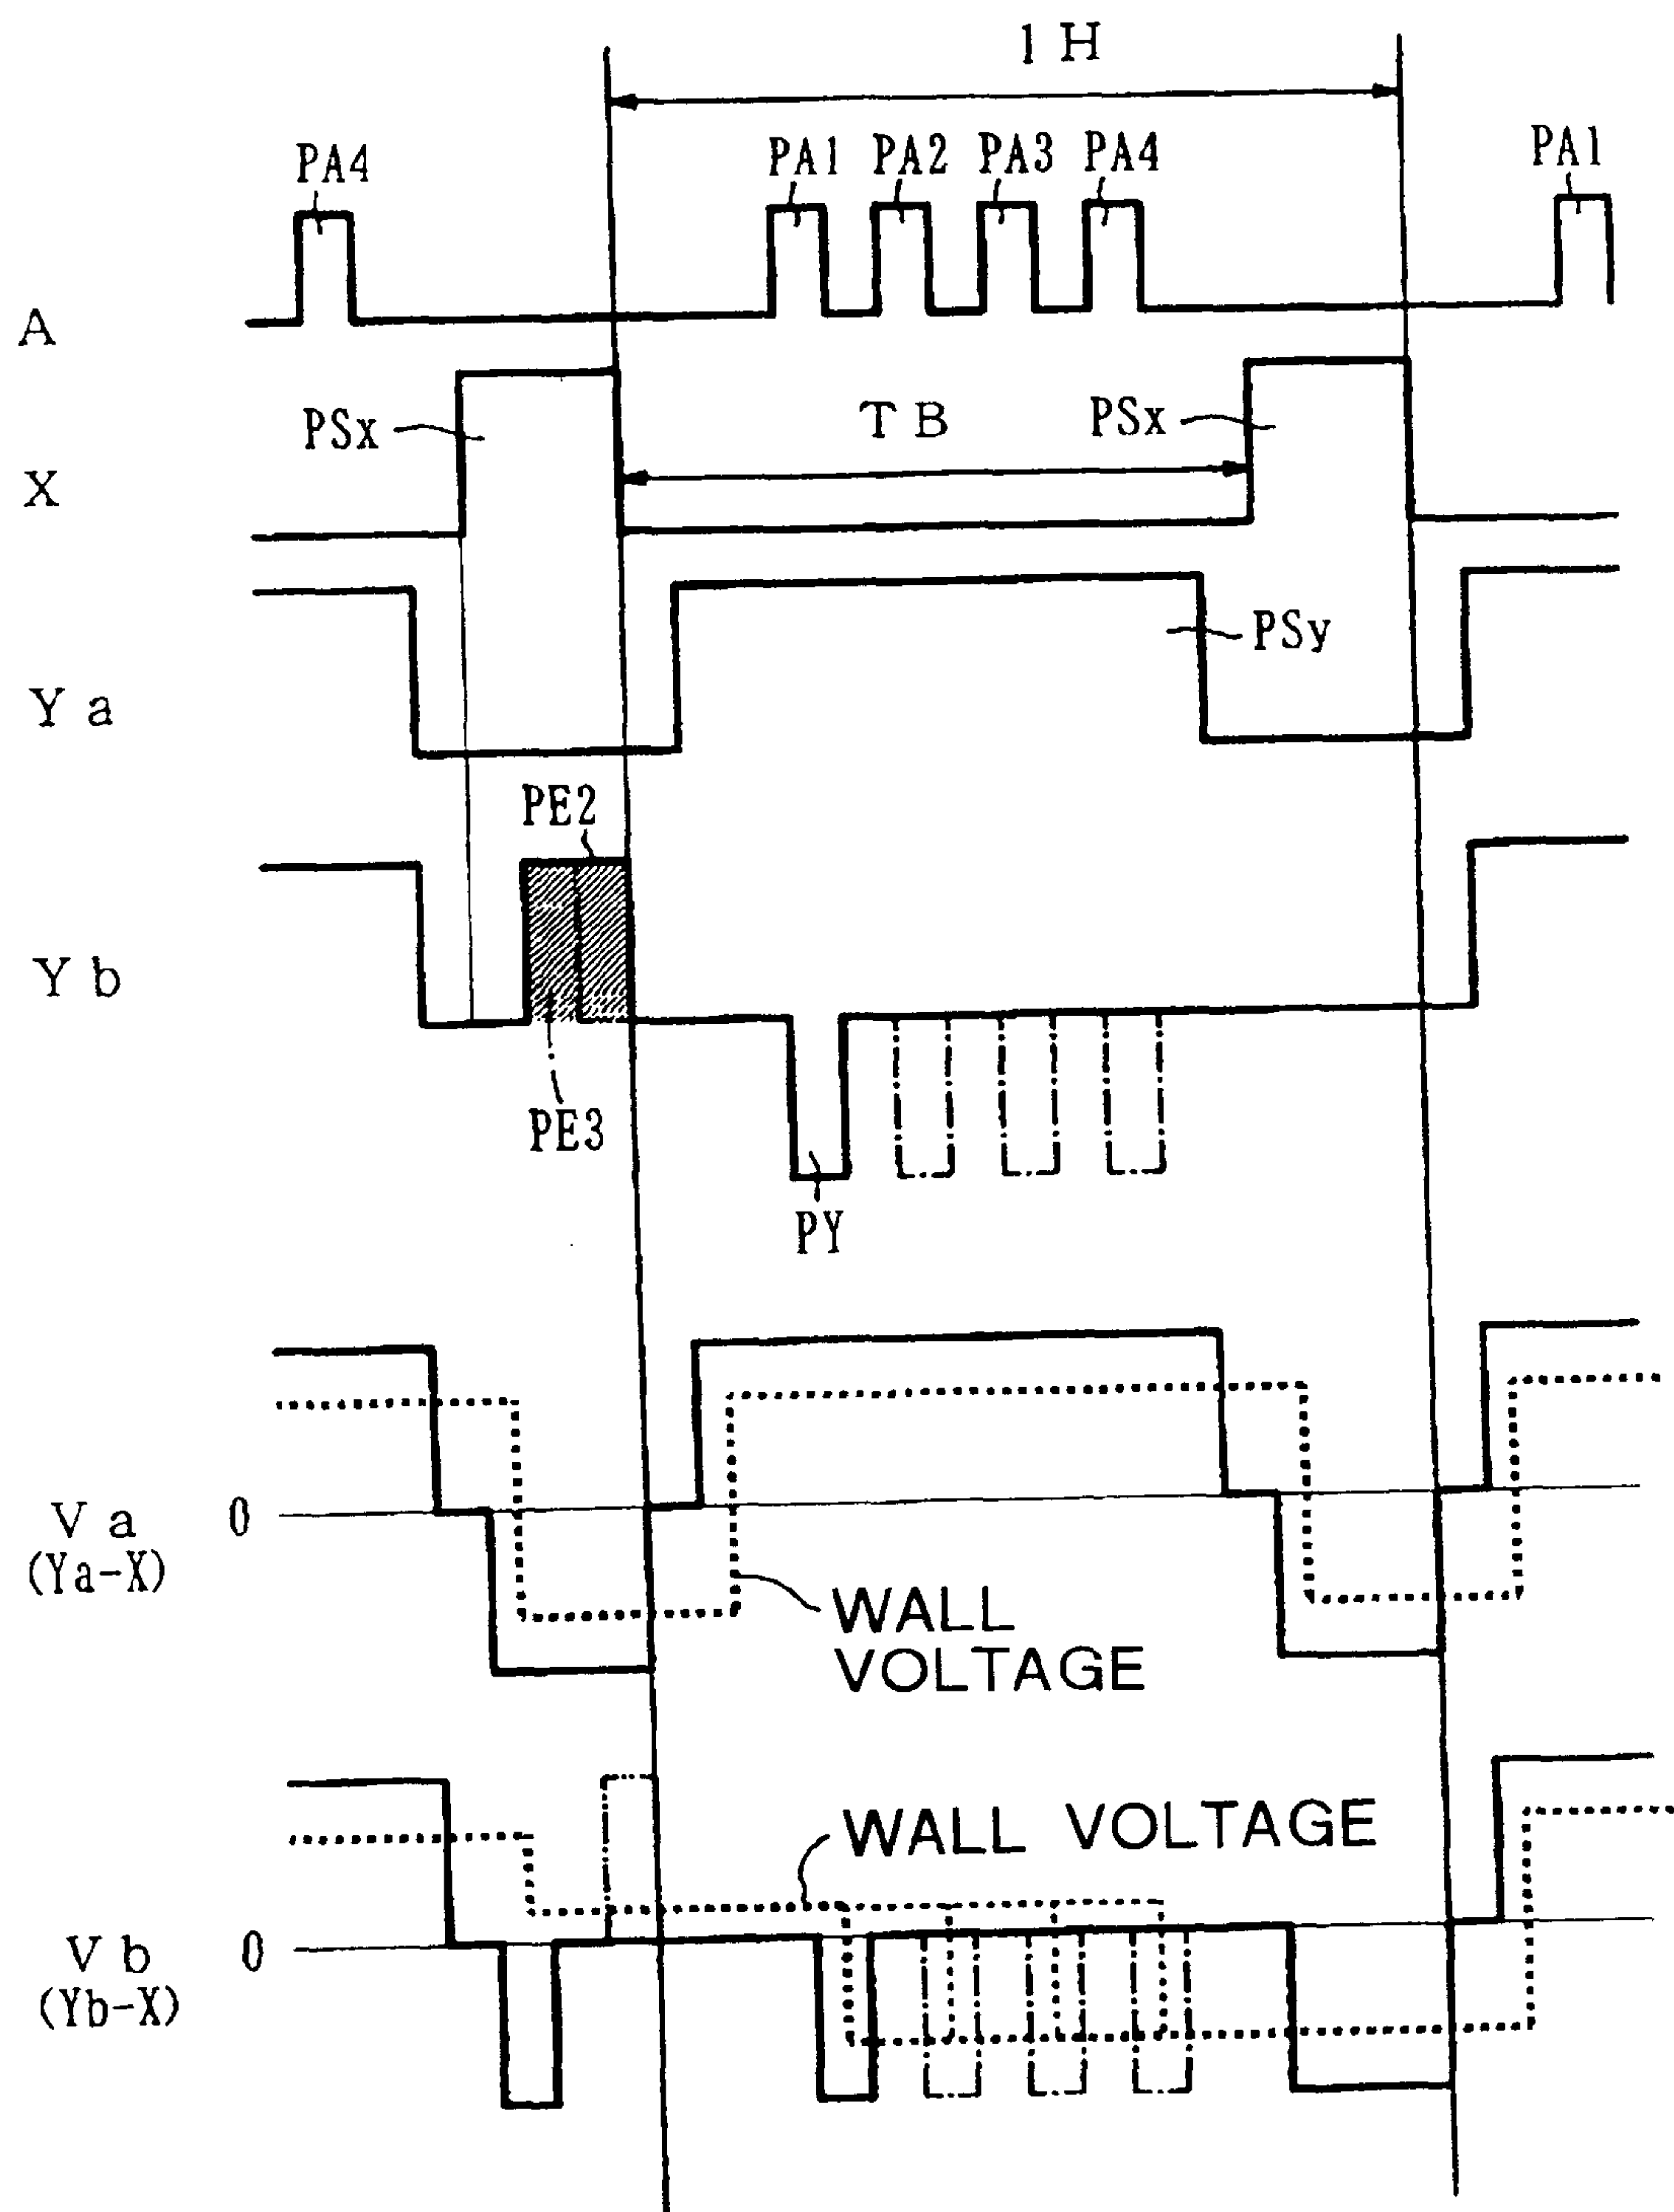 1 H
PA4
PA1 PA2 PA3 PA4
PA1
A
PSx
T B
PSx
X
PSy
Y a
PE2
Y b
PE3
PY
V a
(Ya-X)
0
WALL
VOLTAGE
WALL VOLTAGE
V b
(Yb-X)
0